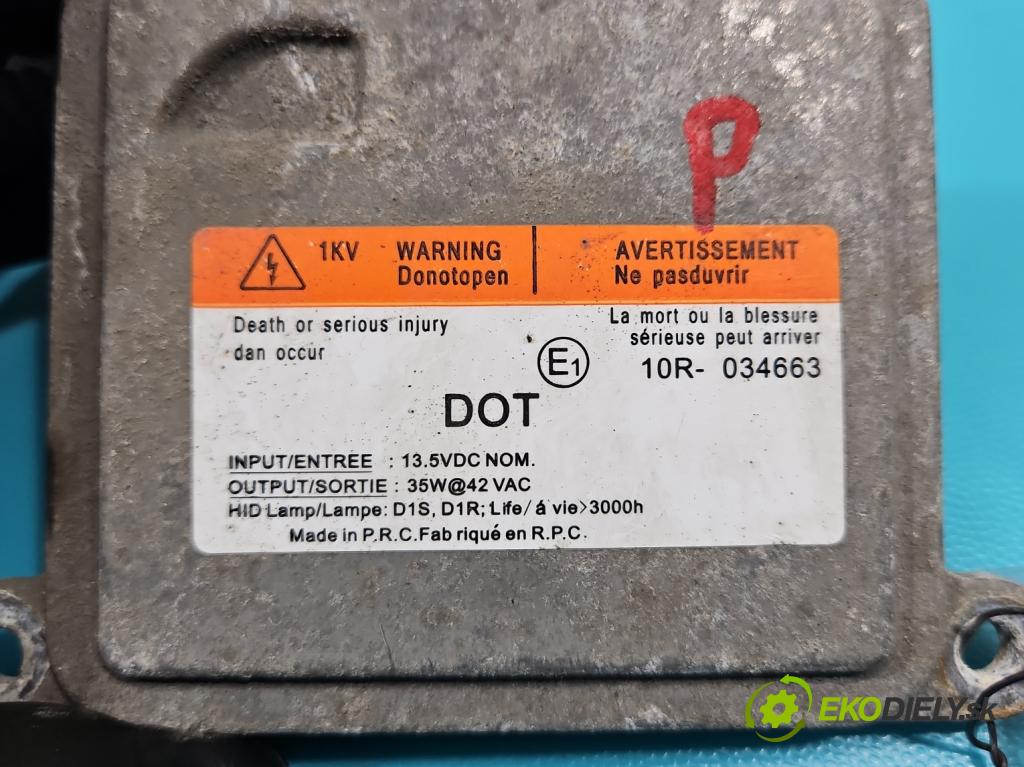 P
1KV WARNING
Donotopen
AVERTISSEMENT
Ne pasduvrir
Death or serious injury
dan occur
La mort ou la blessure
sérieuse peut arriver
E1
10R- 034663
DOT
INPUT/ENTREE : 13.5VDC NOM.
OUTPUT/SORTIE : 35W@42 VAC
HID Lamp/Lampe: D1S, D1R; Life/ á vie>3000h
Made in P.R.C.Fab riqué en R.P.C.
EKODIELY.sk